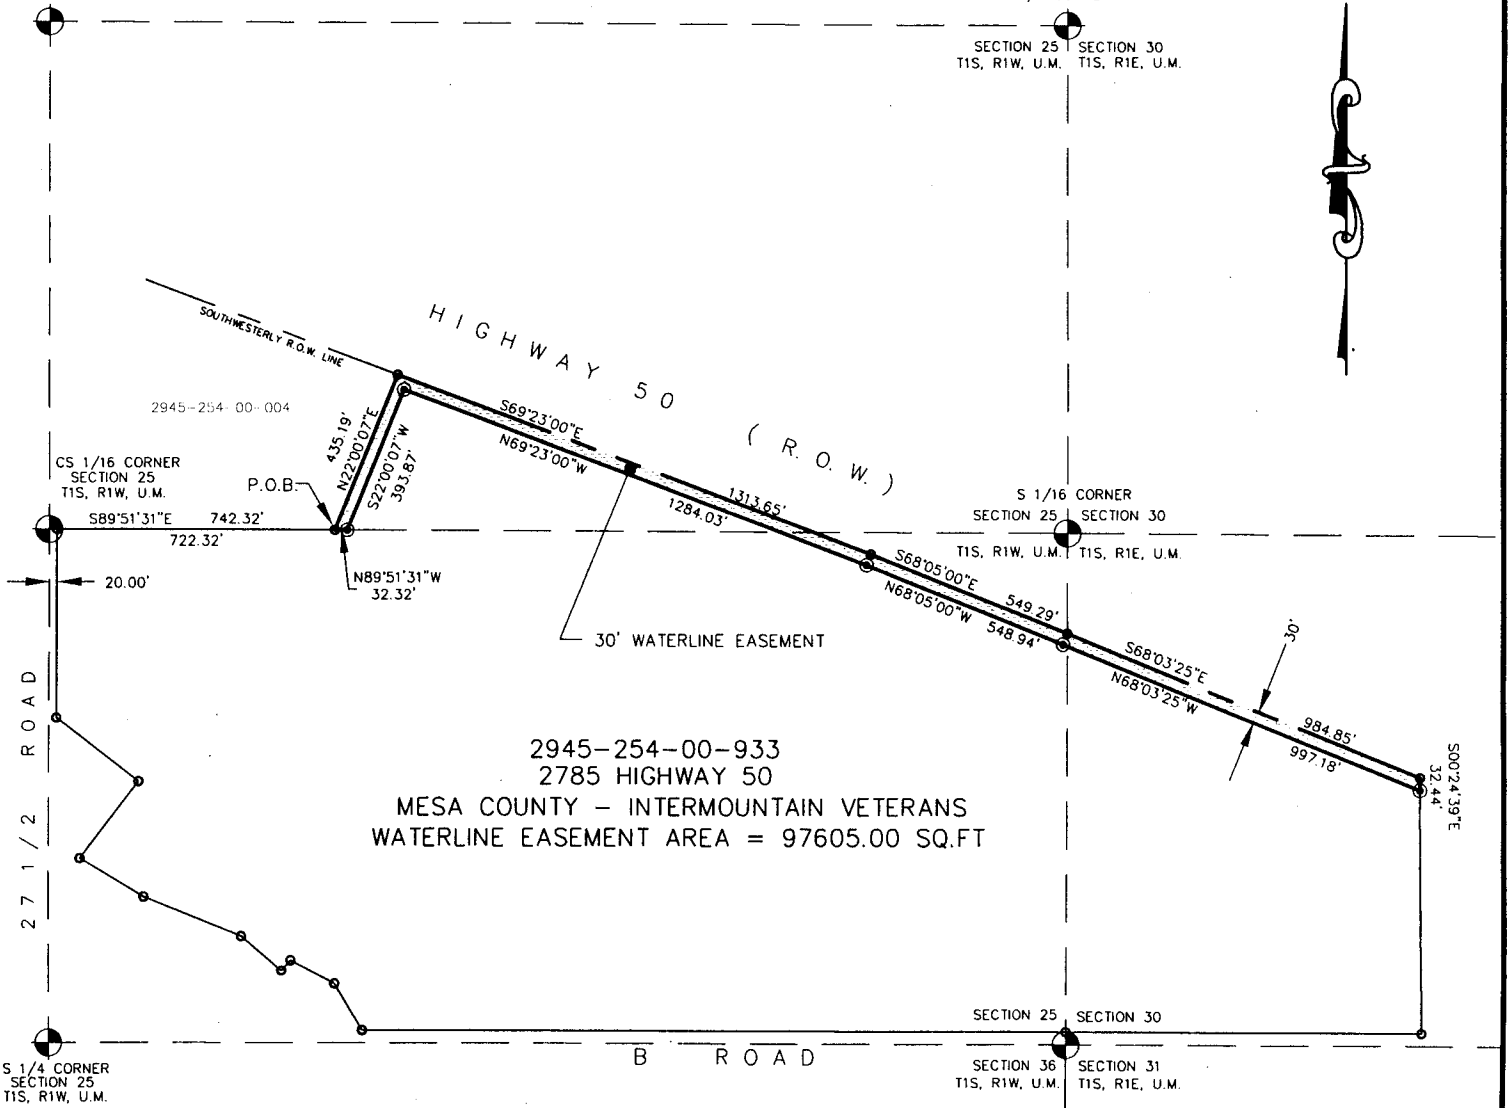 SECTION 25 SECTION 30
T1S, R1W, U.M. T1S, R1E, U.M.
HIGHWAY 50 (R.O.W.)
SOUTHWESTERLY R.O.W. LINE
2945-254-00-004
435.19'
N22°00'07"E
S22°00'07"W
393.87'
S69°23'00"E
N69°23'00"W
1313.65'
1284.03'
CS 1/16 CORNER
SECTION 25
T1S, R1W, U.M.
P.O.B.
S89°51'31"E 742.32'
722.32'
20.00'
N89°51'31"W
32.32'
S 1/16 CORNER
SECTION 25 SECTION 30
T1S, R1W, U.M. T1S, R1E, U.M.
S68°05'00"E
549.29'
N68°05'00"W
548.94'
30' WATERLINE EASEMENT
S68°03'25"E
N68°03'25"W
30'
984.85'
997.18'
S00°24'39"E
32.44'
27 1/2 ROAD
2945-254-00-933
2785 HIGHWAY 50
MESA COUNTY - INTERMOUNTAIN VETERANS
WATERLINE EASEMENT AREA = 97605.00 SQ.FT
SECTION 25 SECTION 30
B ROAD
SECTION 36 SECTION 31
T1S, R1W, U.M. T1S, R1E, U.M.
S 1/4 CORNER
SECTION 25
T1S, R1W, U.M.